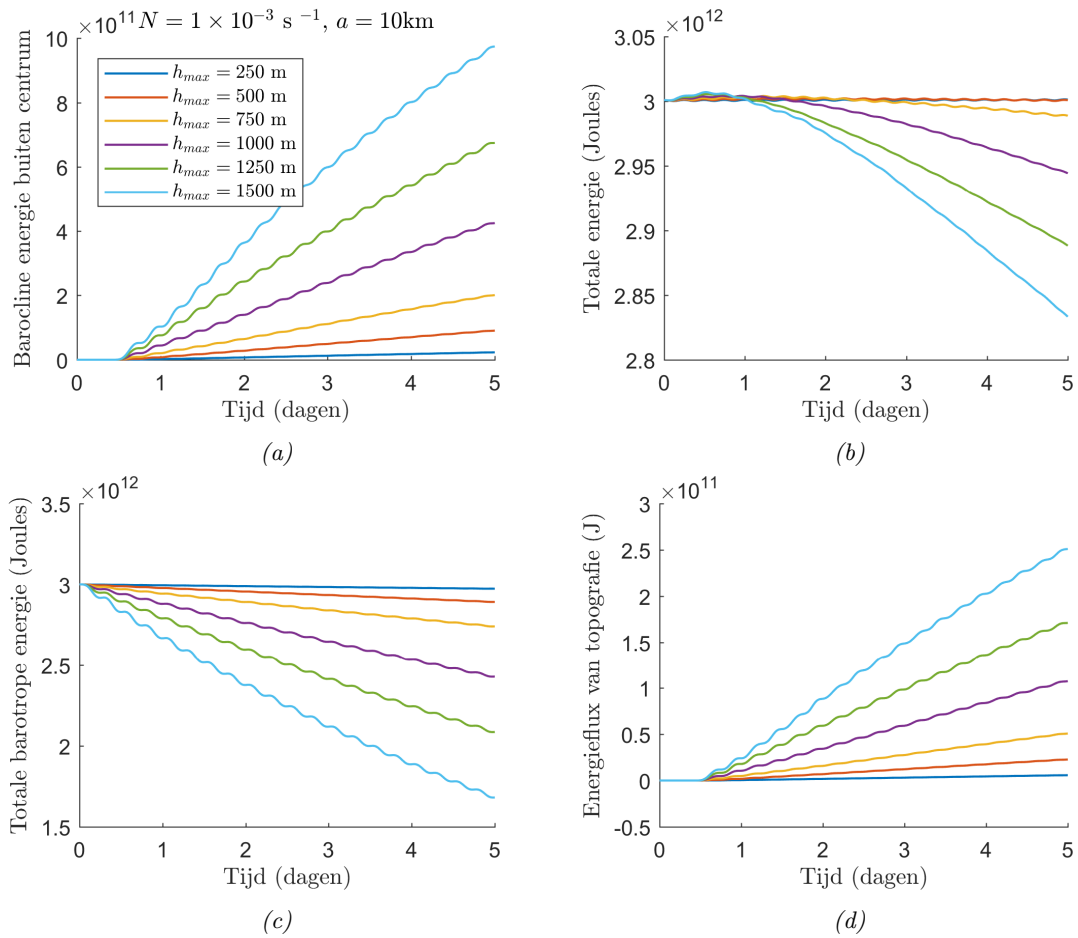 ×10¹¹ N = 1 × 10⁻³ s ⁻¹, a = 10km
10
8
6
4
2
0
Barocline energie buiten centrum
h_max = 250 m
h_max = 500 m
h_max = 750 m
h_max = 1000 m
h_max = 1250 m
h_max = 1500 m
0 1 2 3 4 5
Tijd (dagen)
(a)
×10¹²
3.05
3
2.95
2.9
2.85
2.8
Totale energie (Joules)
0 1 2 3 4 5
Tijd (dagen)
(b)
×10¹²
3.5
3
2.5
2
1.5
Totale barotrope energie (Joules)
0 1 2 3 4 5
Tijd (dagen)
(c)
×10¹¹
3
2.5
2
1.5
1
0.5
0
-0.5
Energieflux van topografie (J)
0 1 2 3 4 5
Tijd (dagen)
(d)